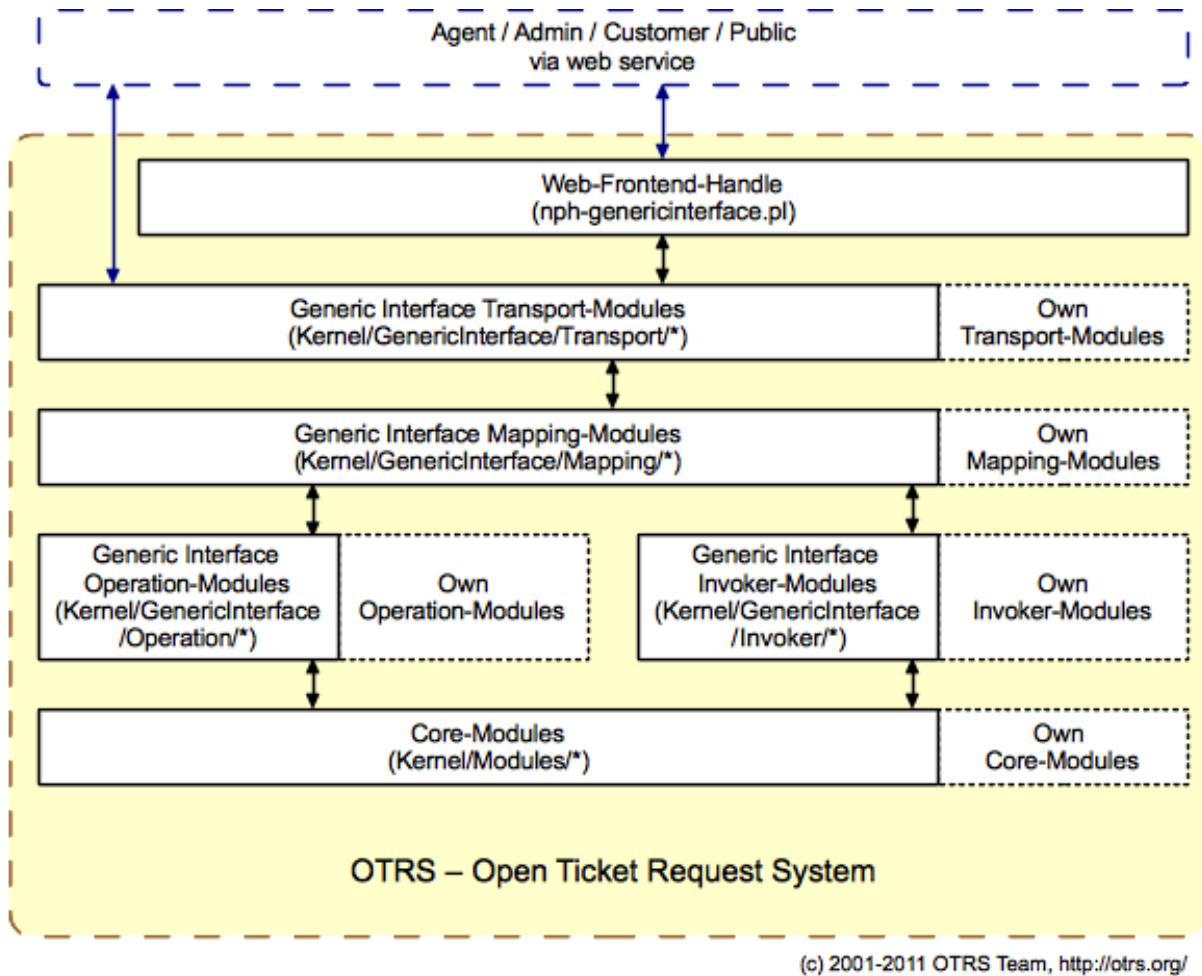 Agent / Admin / Customer / Public
via web service
Web-Frontend-Handle
(nph-genericinterface.pl)
Generic Interface Transport-Modules
(Kernel/GenericInterface/Transport/*)
Own
Transport-Modules
Generic Interface Mapping-Modules
(Kernel/GenericInterface/Mapping/*)
Own
Mapping-Modules
Generic Interface
Operation-Modules
(Kernel/GenericInterface
/Operation/*)
Own
Operation-Modules
Generic Interface
Invoker-Modules
(Kernel/GenericInterface
/Invoker/*)
Own
Invoker-Modules
Core-Modules
(Kernel/Modules/*)
Own
Core-Modules
OTRS – Open Ticket Request System
(c) 2001-2011 OTRS Team, http://otrs.org/